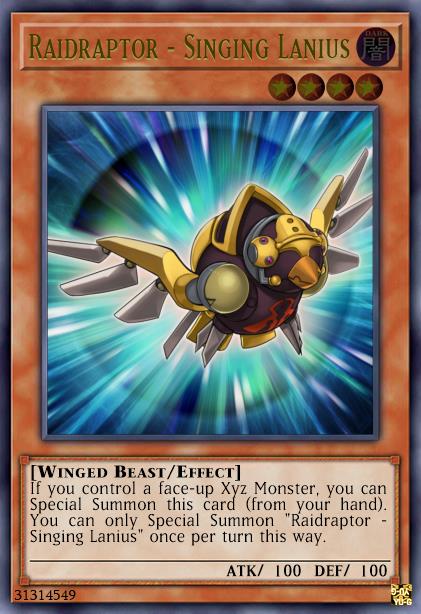 Raidraptor - Singing Lanius
DARK
闇
[Winged Beast/Effect]
If you control a face-up Xyz Monster, you can
Special Summon this card (from your hand).
You can only Special Summon "Raidraptor -
Singing Lanius" once per turn this way.
ATK/ 100 DEF/ 100
31314549